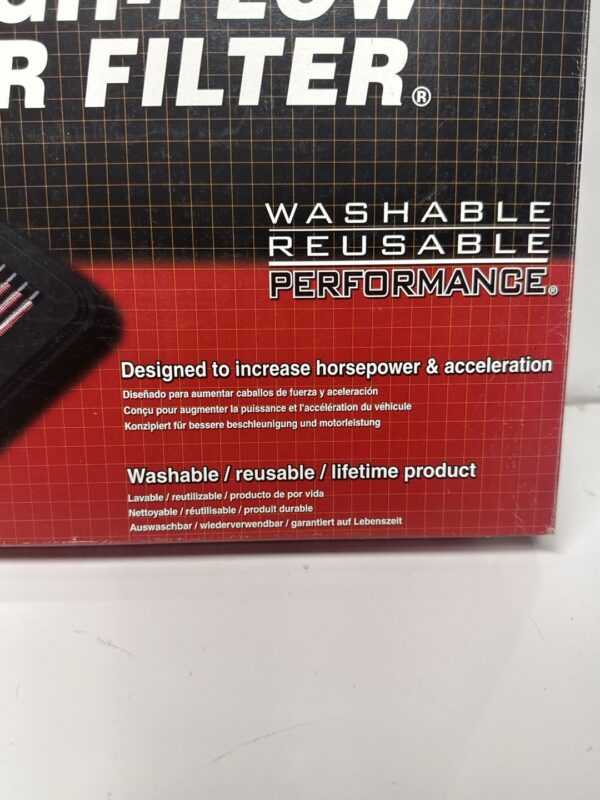 FILTER®
WASHABLE
REUSABLE
PERFORMANCE®
Designed to increase horsepower & acceleration
Diseñado para aumentar caballos de fuerza y aceleración
Conçu pour augmenter la puissance et l'accélération du véhicule
Konzipiert für bessere beschleunigung und motorleistung
Washable / reusable / lifetime product
Lavable / reutilizable / producto de por vida
Nettoyable / réutilisable / produit durable
Auswaschbar / wiederverwendbar / garantiert auf Lebenszeit